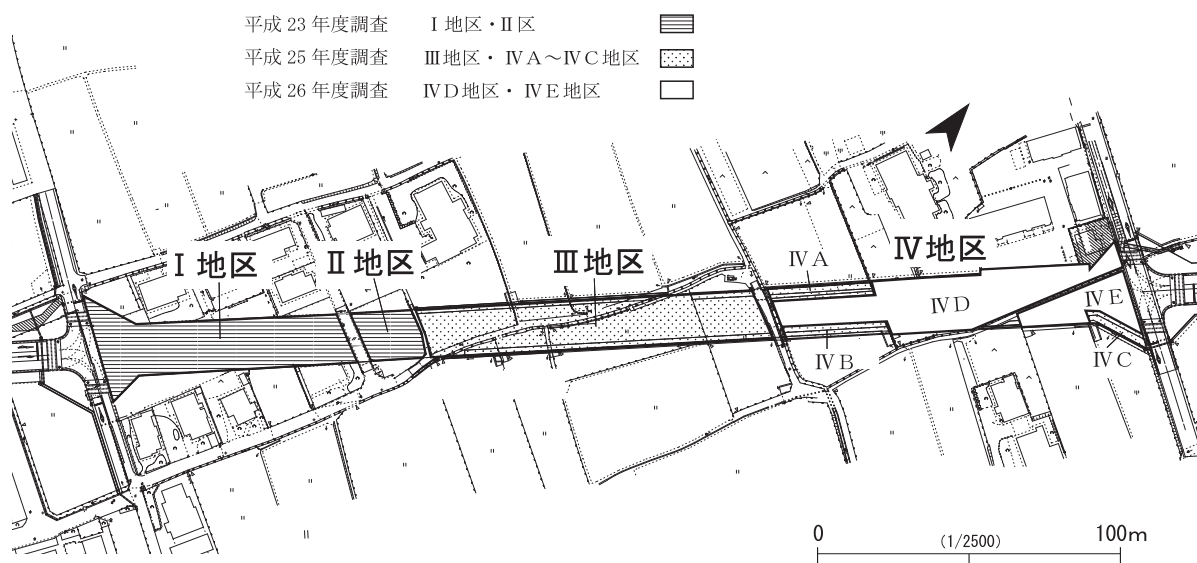 平成 23 年度調査 Ⅰ地区・Ⅱ区
平成 25 年度調査 Ⅲ地区・ⅣA～ⅣC 地区
平成 26 年度調査 ⅣD地区・ⅣE地区
Ⅰ地区
Ⅱ地区
Ⅲ地区
ⅣA
Ⅳ地区
ⅣD
ⅣE
ⅣB
ⅣC
0
(1/2500)
100m